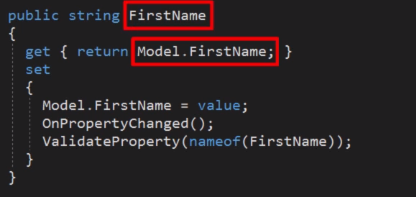 public string FirstName
{
get { return Model.FirstName; }
set
{
Model.FirstName = value;
OnPropertyChanged();
ValidateProperty(nameof(FirstName));
}
}